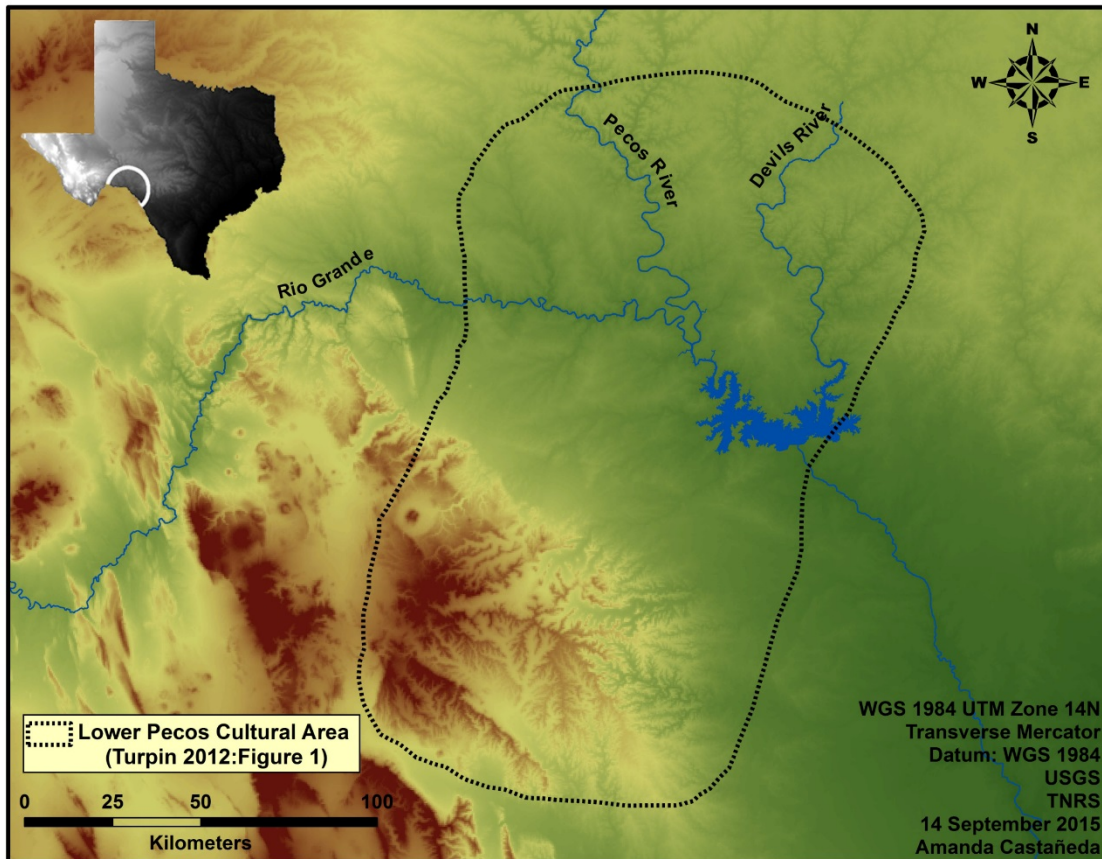 N
W
E
S
Pecos River
Devils River
Rio Grande
Lower Pecos Cultural Area
(Turpin 2012:Figure 1)
0 25 50 100
Kilometers
WGS 1984 UTM Zone 14N
Transverse Mercator
Datum: WGS 1984
USGS
TNRS
14 September 2015
Amanda Castañeda